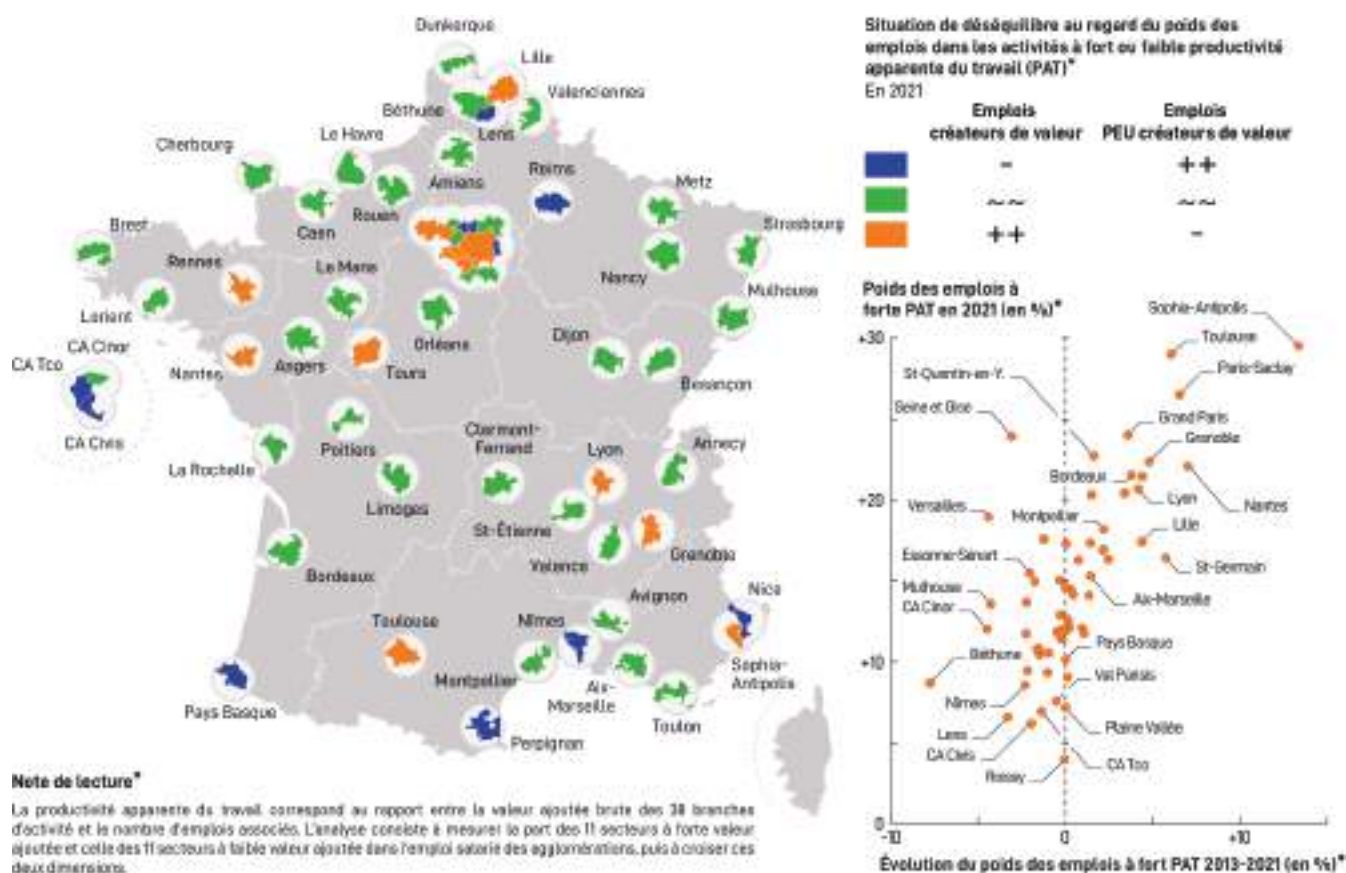 Dunkerque
Lille
Béthune
Valenciennes
Lens
Le Havre
Cherbourg
Amiens
Reims
Metz
Rouen
Caen
Strasbourg
Brest
Rennes
Le Mans
Nancy
Lorient
Mulhouse
CA Cinor
CA Tco
Nantes
Angers
Tours
Orléans
Dijon
Besançon
CA Civis
Poitiers
Clermont-
Ferrand
Lyon
Annecy
La Rochelle
Limoges
St-Étienne
Valence
Grenoble
Bordeaux
Avignon
Nice
Toulouse
Nîmes
Sophia-
Antipolis
Montpellier
Aix-
Marseille
Toulon
Pays Basque
Perpignan
Note de lecture*
La productivité apparente du travail correspond au rapport entre la valeur ajoutée brute des 38 branches
d'activité et le nombre d'emplois associés. L'analyse consiste à mesurer la part des 11 secteurs à forte valeur
ajoutée et celle des 11 secteurs à faible valeur ajoutée dans l'emploi salarié des agglomérations, puis à croiser ces
deux dimensions.
Situation de déséquilibre au regard du poids des
emplois dans les activités à fort ou faible productivité
apparente du travail (PAT)*
En 2021
Emplois
créateurs de valeur
Emplois
PEU créateurs de valeur
- ++
~~ ~~
++ -
Poids des emplois à
forte PAT en 2021 (en %)*
Sophia-Antipolis
+30
Toulouse
St-Quentin-en-Y.
Paris-Saclay
Seine et Oise
Grand Paris
Grenoble
Bordeaux
+20
Versailles
Lyon
Nantes
Montpellier
Lille
Essonne-Sénart
St-Germain
Mulhouse
Aix-Marseille
CA Cinor
Pays Basque
+10
Béthune
Val Parisis
Nîmes
Lens
Plaine Vallée
CA Civis
CA Tco
Roissy
0
-10 0 +10
Évolution du poids des emplois à fort PAT 2013-2021 (en %)*